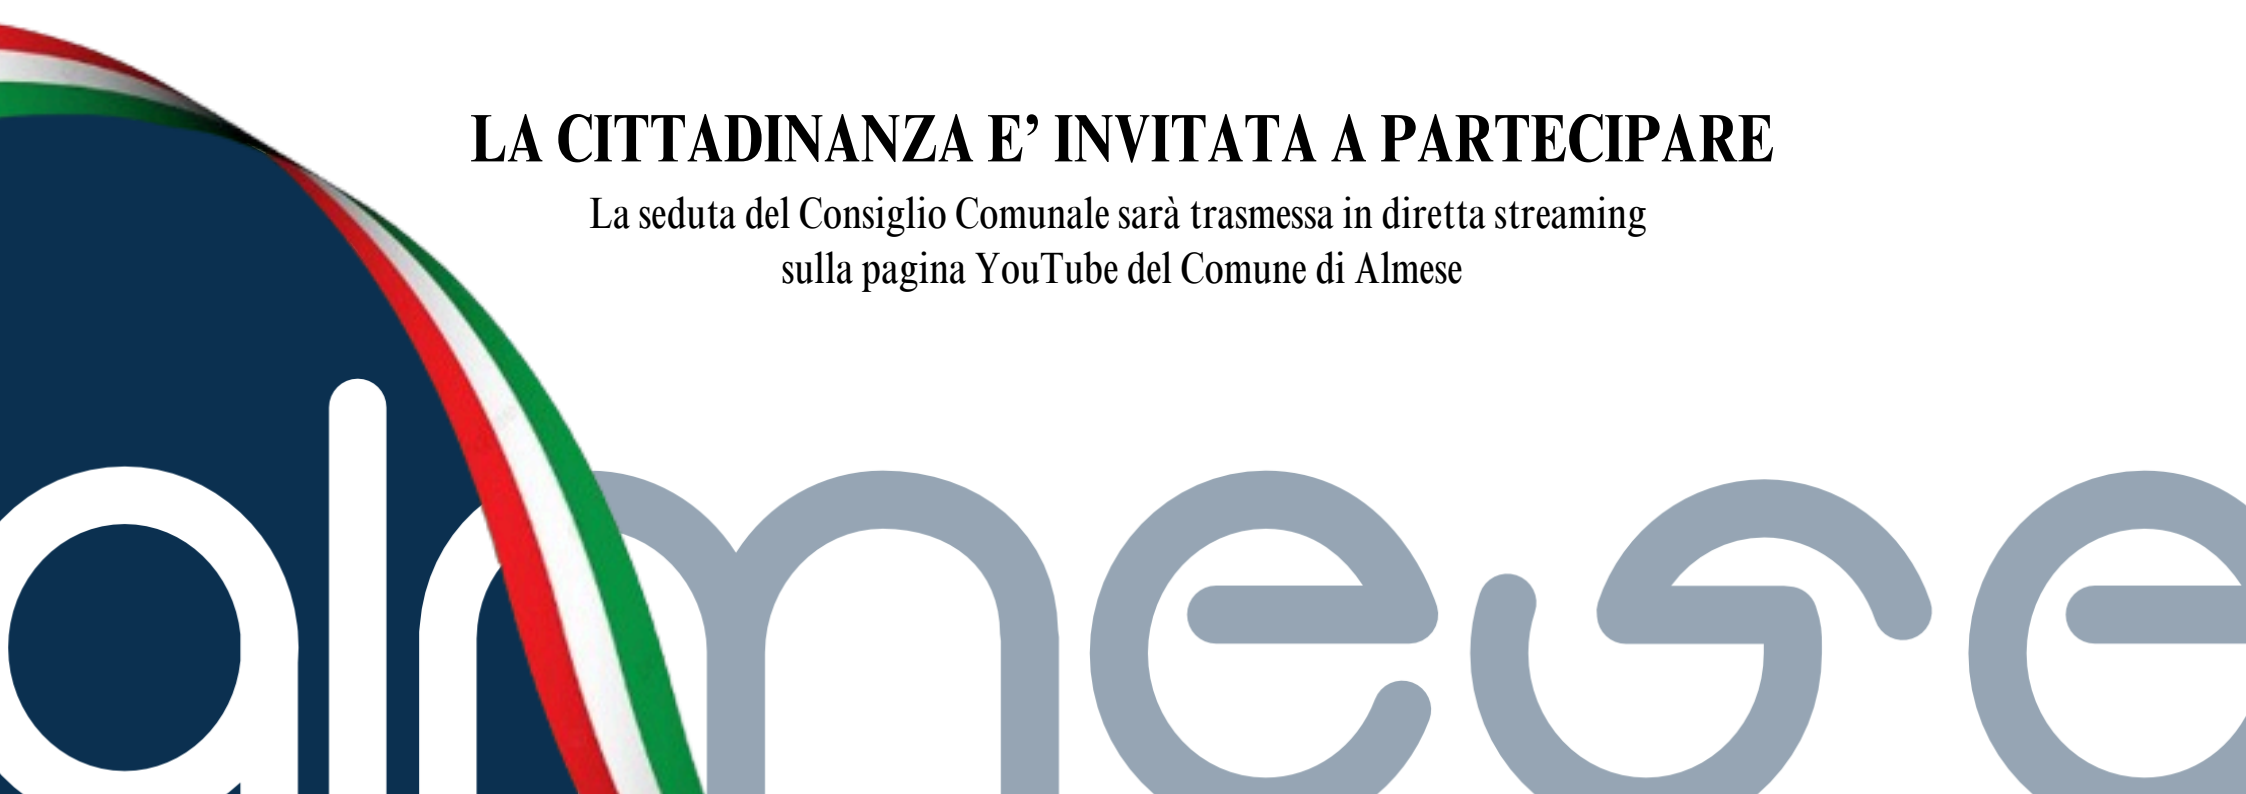 LA CITTADINANZA E’ INVITATA A PARTECIPARE
La seduta del Consiglio Comunale sarà trasmessa in diretta streaming
sulla pagina YouTube del Comune di Almese
almese